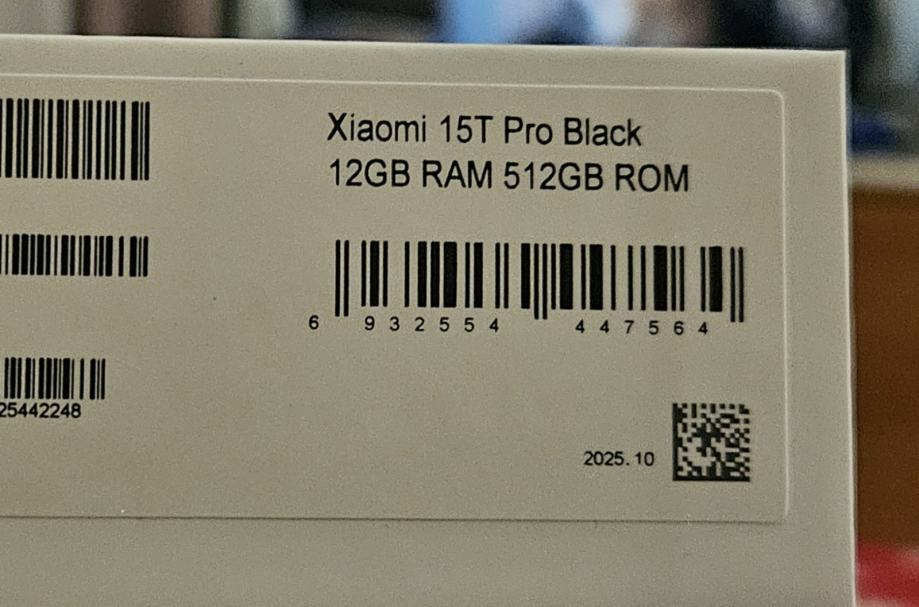 Xiaomi 15T Pro Black
12GB RAM 512GB ROM
6 932554 447564
25442248
2025.10